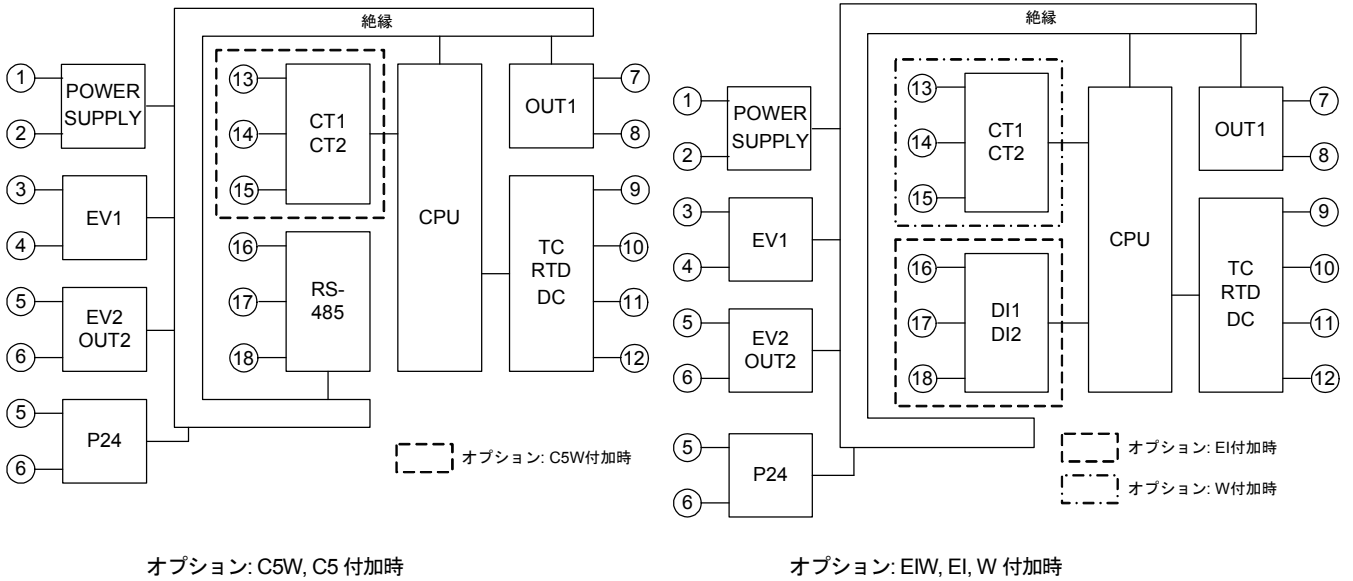 絶縁
①
②
POWER
SUPPLY
③
④
EV1
⑤
⑥
EV2
OUT2
⑤
⑥
P24
⑬
⑭
⑮
CT1
CT2
⑯
⑰
⑱
RS-
485
CPU
OUT1
⑦
⑧
TC
RTD
DC
⑨
⑩
⑪
⑫
オプション: C5W付加時
オプション: C5W, C5 付加時
絶縁
①
②
POWER
SUPPLY
③
④
EV1
⑤
⑥
EV2
OUT2
⑤
⑥
P24
⑬
⑭
⑮
CT1
CT2
⑯
⑰
⑱
DI1
DI2
CPU
OUT1
⑦
⑧
TC
RTD
DC
⑨
⑩
⑪
⑫
オプション: EI付加時
オプション: W付加時
オプション: EIW, EI, W 付加時